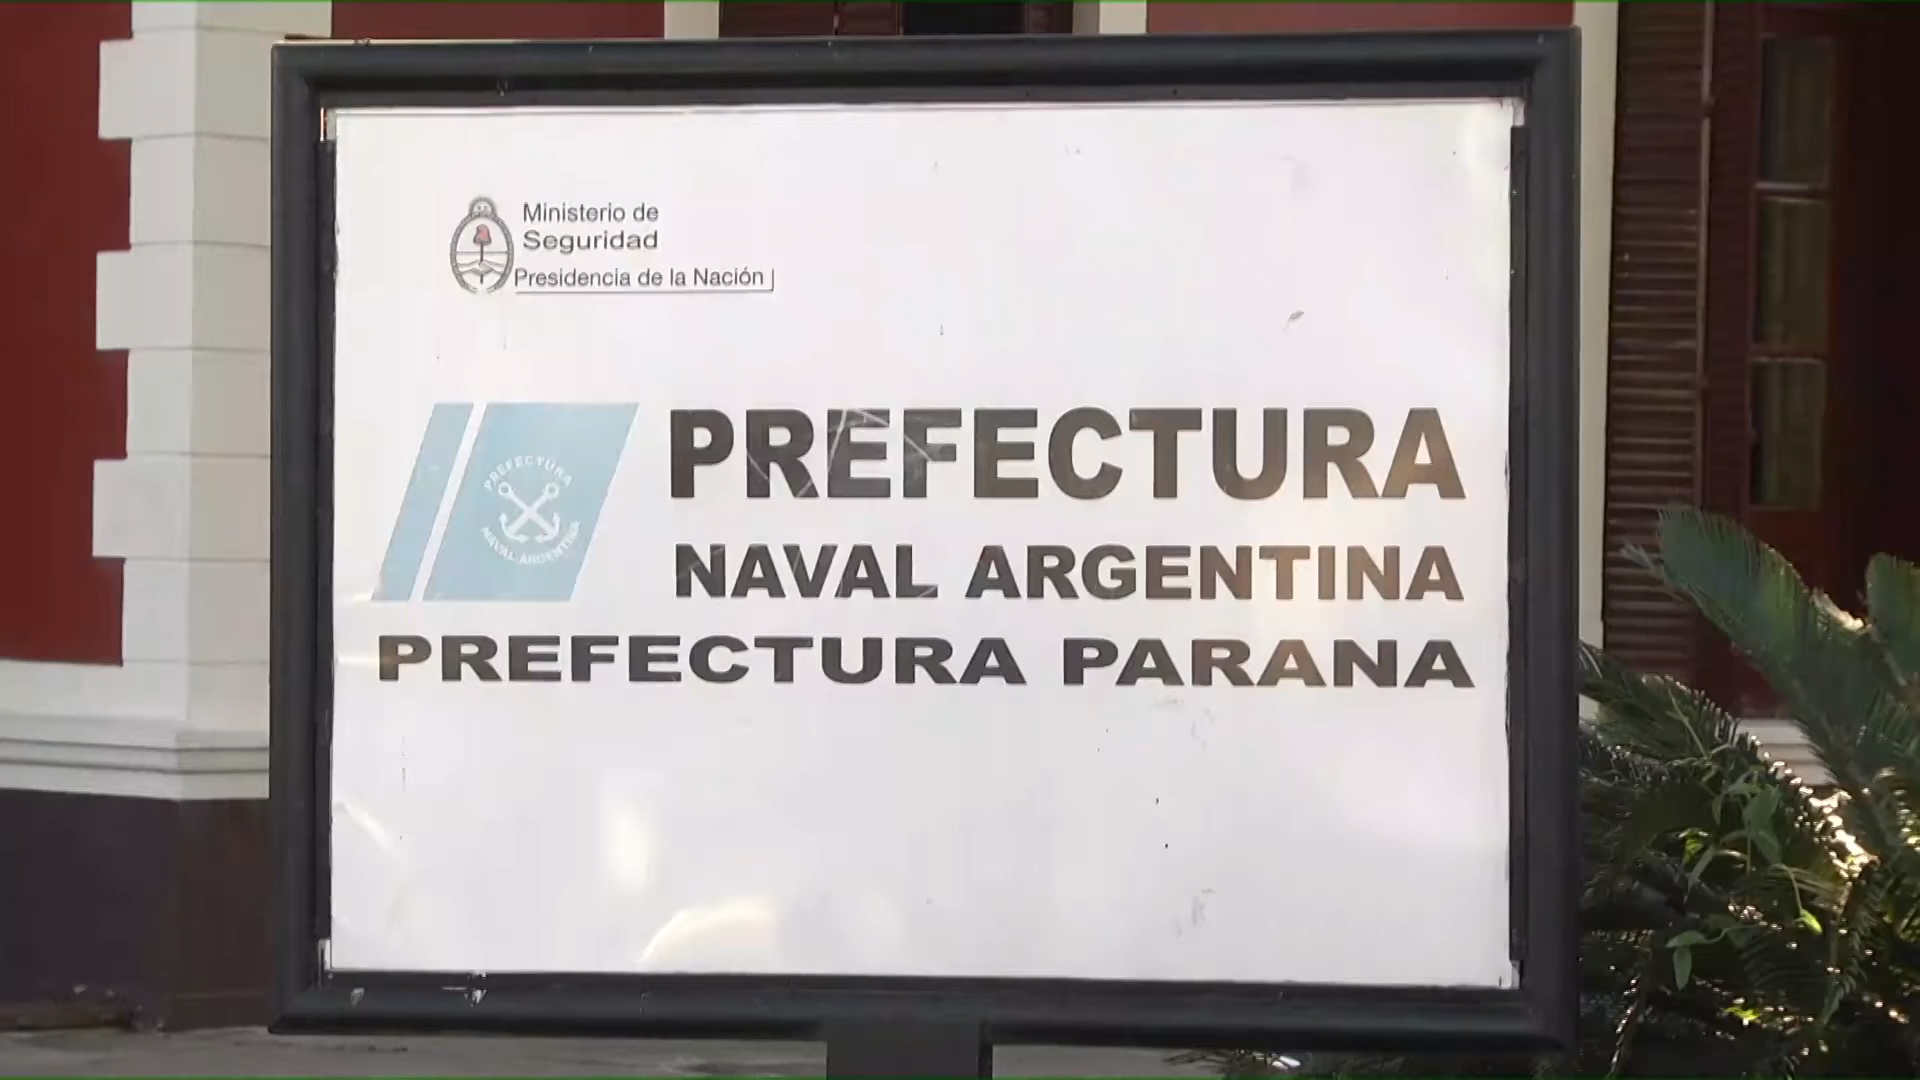 Ministerio de
Seguridad
Presidencia de la Nación
PREFECTURA
NAVAL ARGENTINA
PREFECTURA
NAVAL ARGENTINA
PREFECTURA PARANA